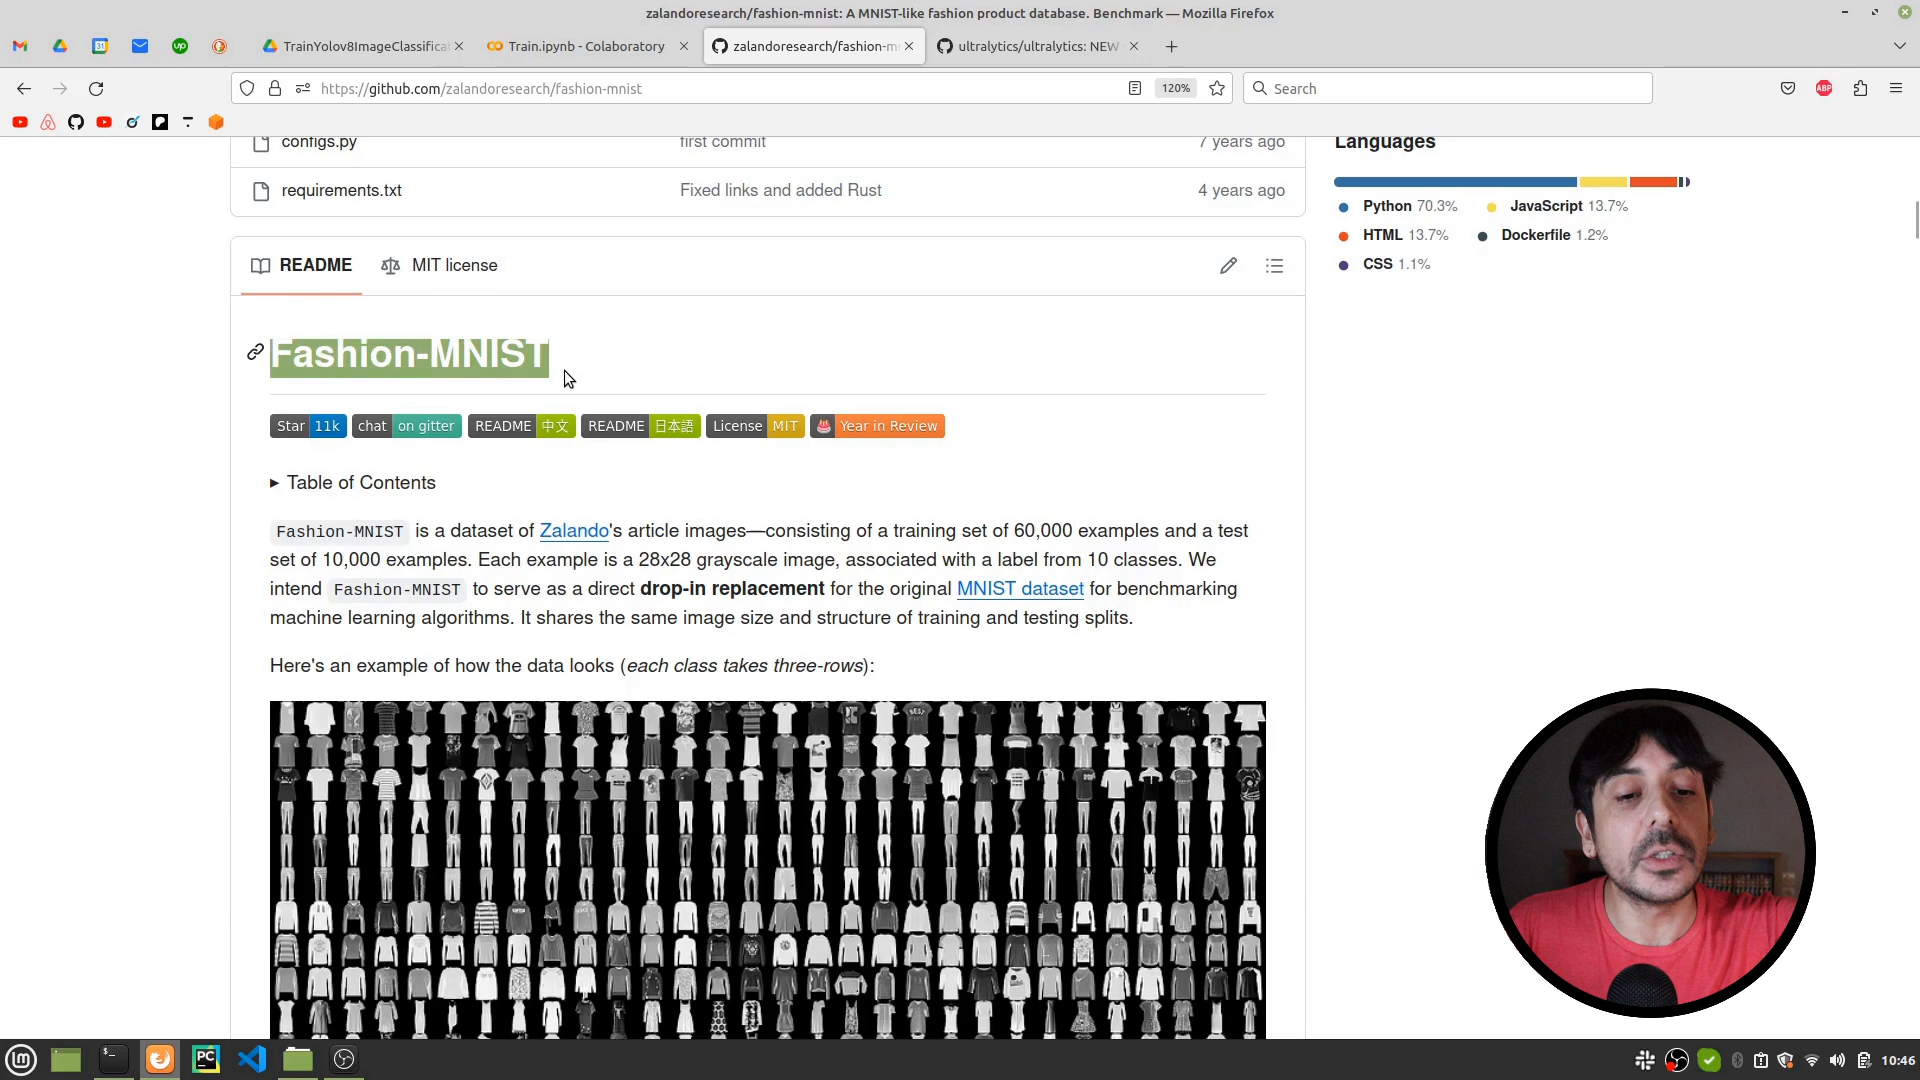 zalandoresearch/fashion-mnist: A MNIST-like fashion product database. Benchmark — Mozilla Firefox
TrainYolov8ImageClassifica
Train.ipynb - Colaboratory
zalandoresearch/fashion-m
ultralytics/ultralytics: NEW
https://github.com/zalandoresearch/fashion-mnist
120%
Search
ABP
configs.py
first commit
7 years ago
requirements.txt
Fixed links and added Rust
4 years ago
Languages
Python 70.3%
JavaScript 13.7%
HTML 13.7%
Dockerfile 1.2%
CSS 1.1%
README
MIT license
Fashion-MNIST
Star 11k
chat on gitter
README 中文
README 日本語
License MIT
Year in Review
Table of Contents
Fashion-MNIST is a dataset of Zalando's article images—consisting of a training set of 60,000 examples and a test
set of 10,000 examples. Each example is a 28x28 grayscale image, associated with a label from 10 classes. We
intend Fashion-MNIST to serve as a direct drop-in replacement for the original MNIST dataset for benchmarking
machine learning algorithms. It shares the same image size and structure of training and testing splits.
Here's an example of how the data looks (each class takes three-rows):
10:46